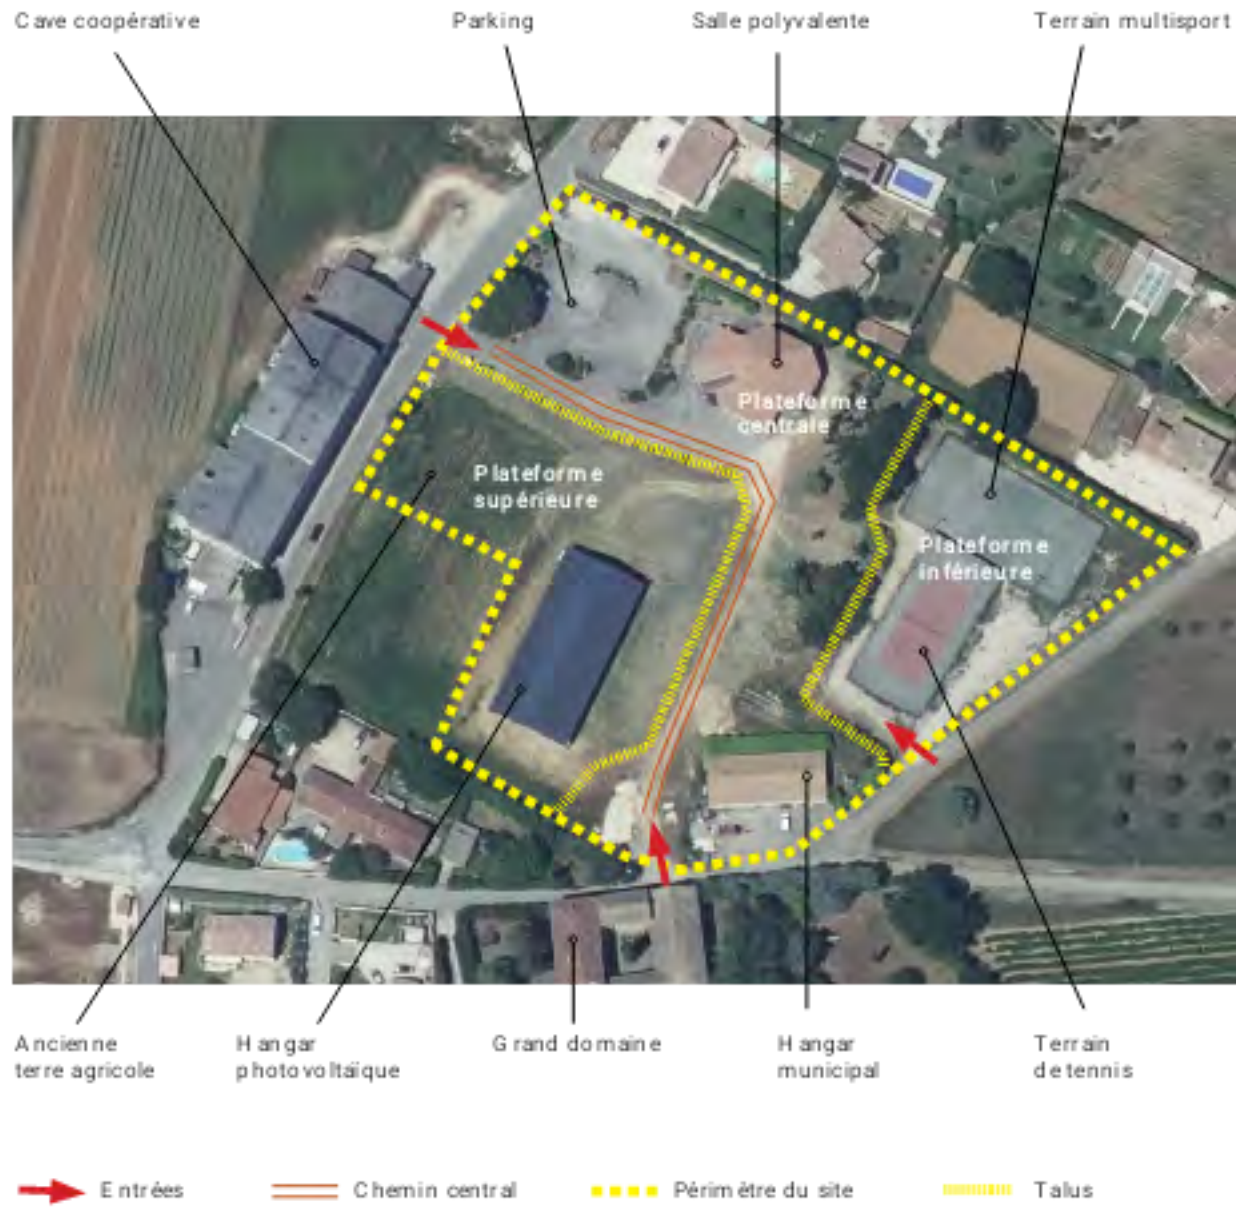 Cave coopérative
Parking
Salle polyvalente
Terrain multisport
Plateforme
centrale
Plateforme
supérieure
Plateforme
inférieure
Ancienne
terre agricole
Hangar
photovoltaïque
Grand domaine
Hangar
municipal
Terrain
de tennis
Entrées
Chemin central
Périmètre du site
Talus